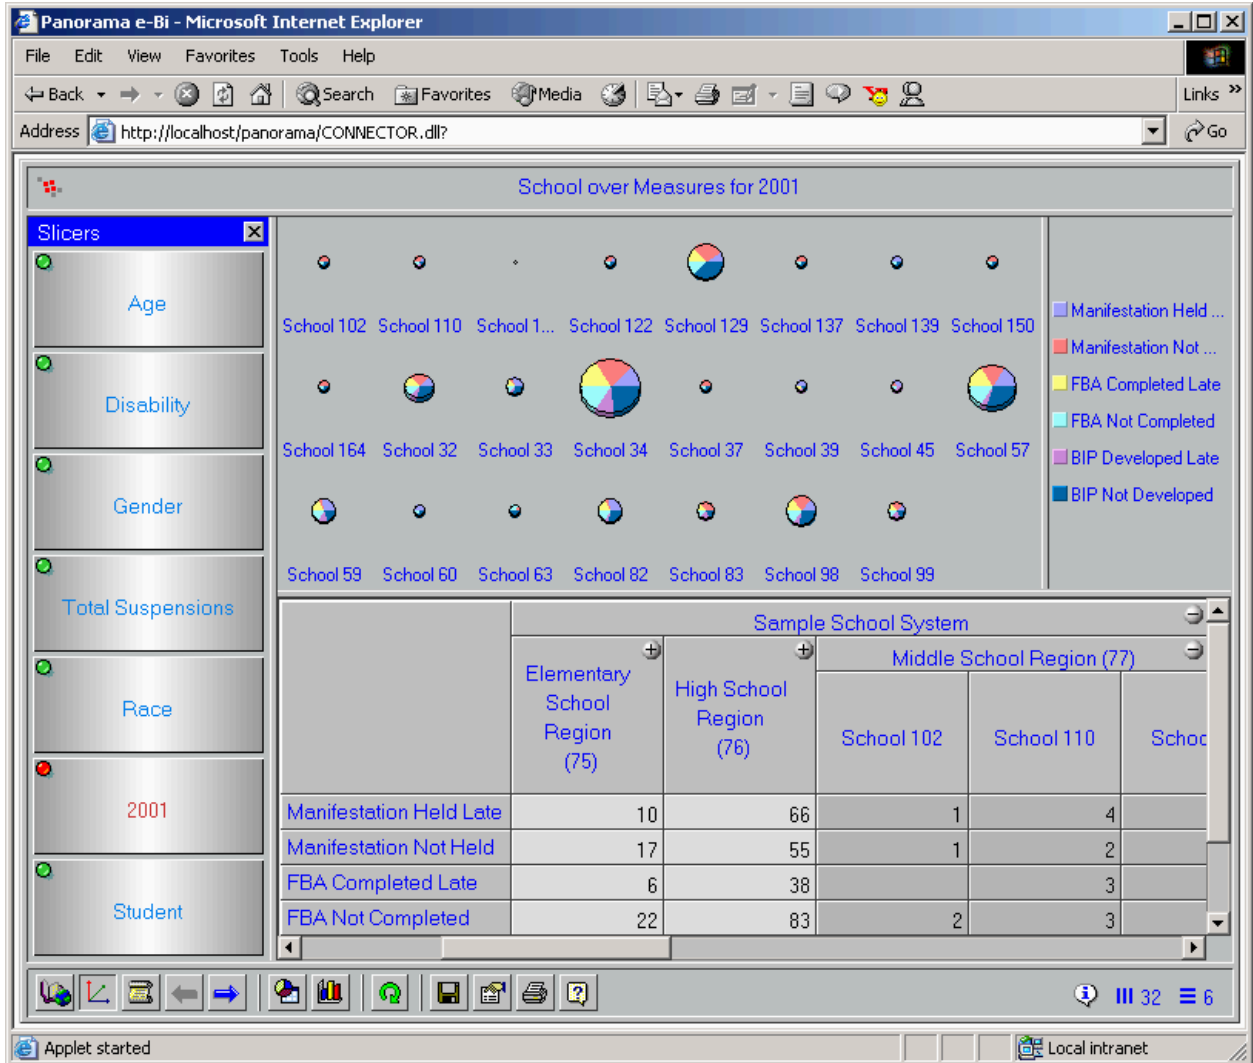 Panorama e-Bi - Microsoft Internet Explorer
File Edit View Favorites Tools Help
Back Search Favorites Media Links »
Address http://localhost/panorama/CONNECTOR.dll? Go
School over Measures for 2001
Slicers
Age
Disability
Gender
Total Suspensions
Race
2001
Student
School 102 School 110 School 1... School 122 School 129 School 137 School 139 School 150
School 164 School 32 School 33 School 34 School 37 School 39 School 45 School 57
School 59 School 60 School 63 School 82 School 83 School 98 School 99
Manifestation Held ...
Manifestation Not ...
FBA Completed Late
FBA Not Completed
BIP Developed Late
BIP Not Developed
Sample School System
Elementary
School
Region
(75)
High School
Region
(76)
Middle School Region (77)
School 102 School 110 Schoo
Manifestation Held Late 10 66 1 4
Manifestation Not Held 17 55 1 2
FBA Completed Late 6 38 3
FBA Not Completed 22 83 2 3
32 6
Applet started Local intranet